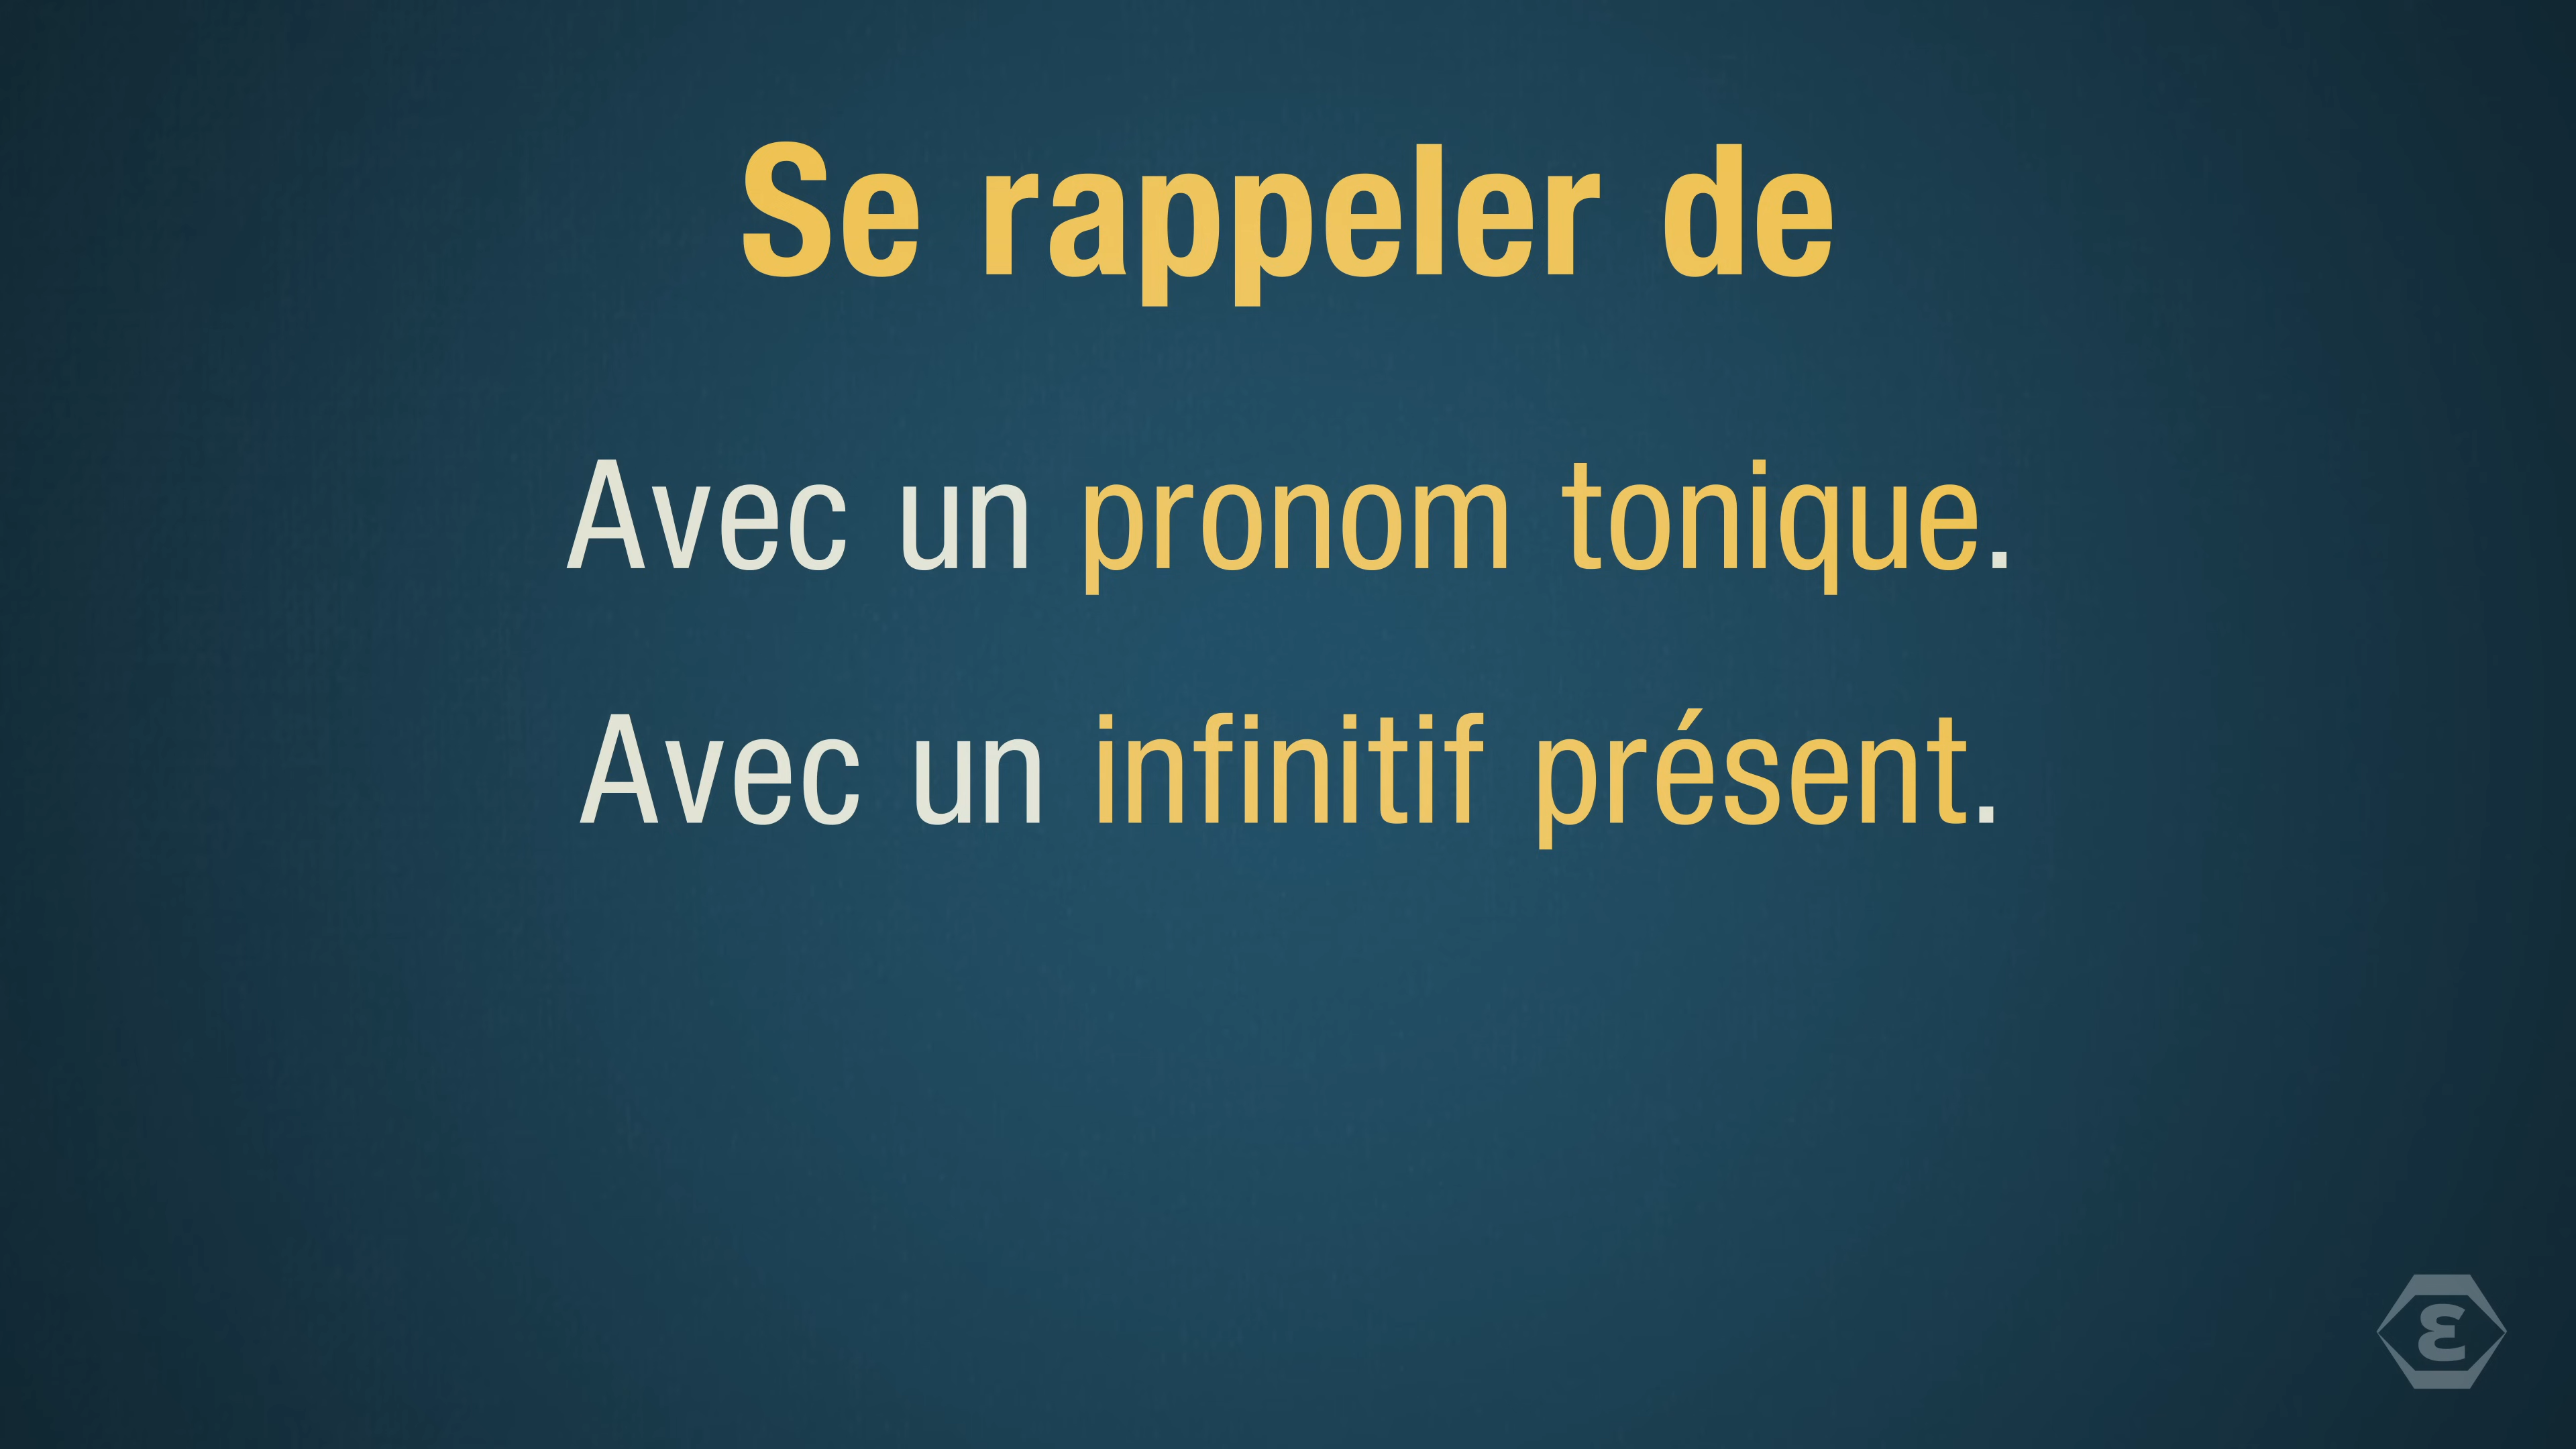 Se rappeler de
Avec un pronom tonique.
Avec un infinitif présent.